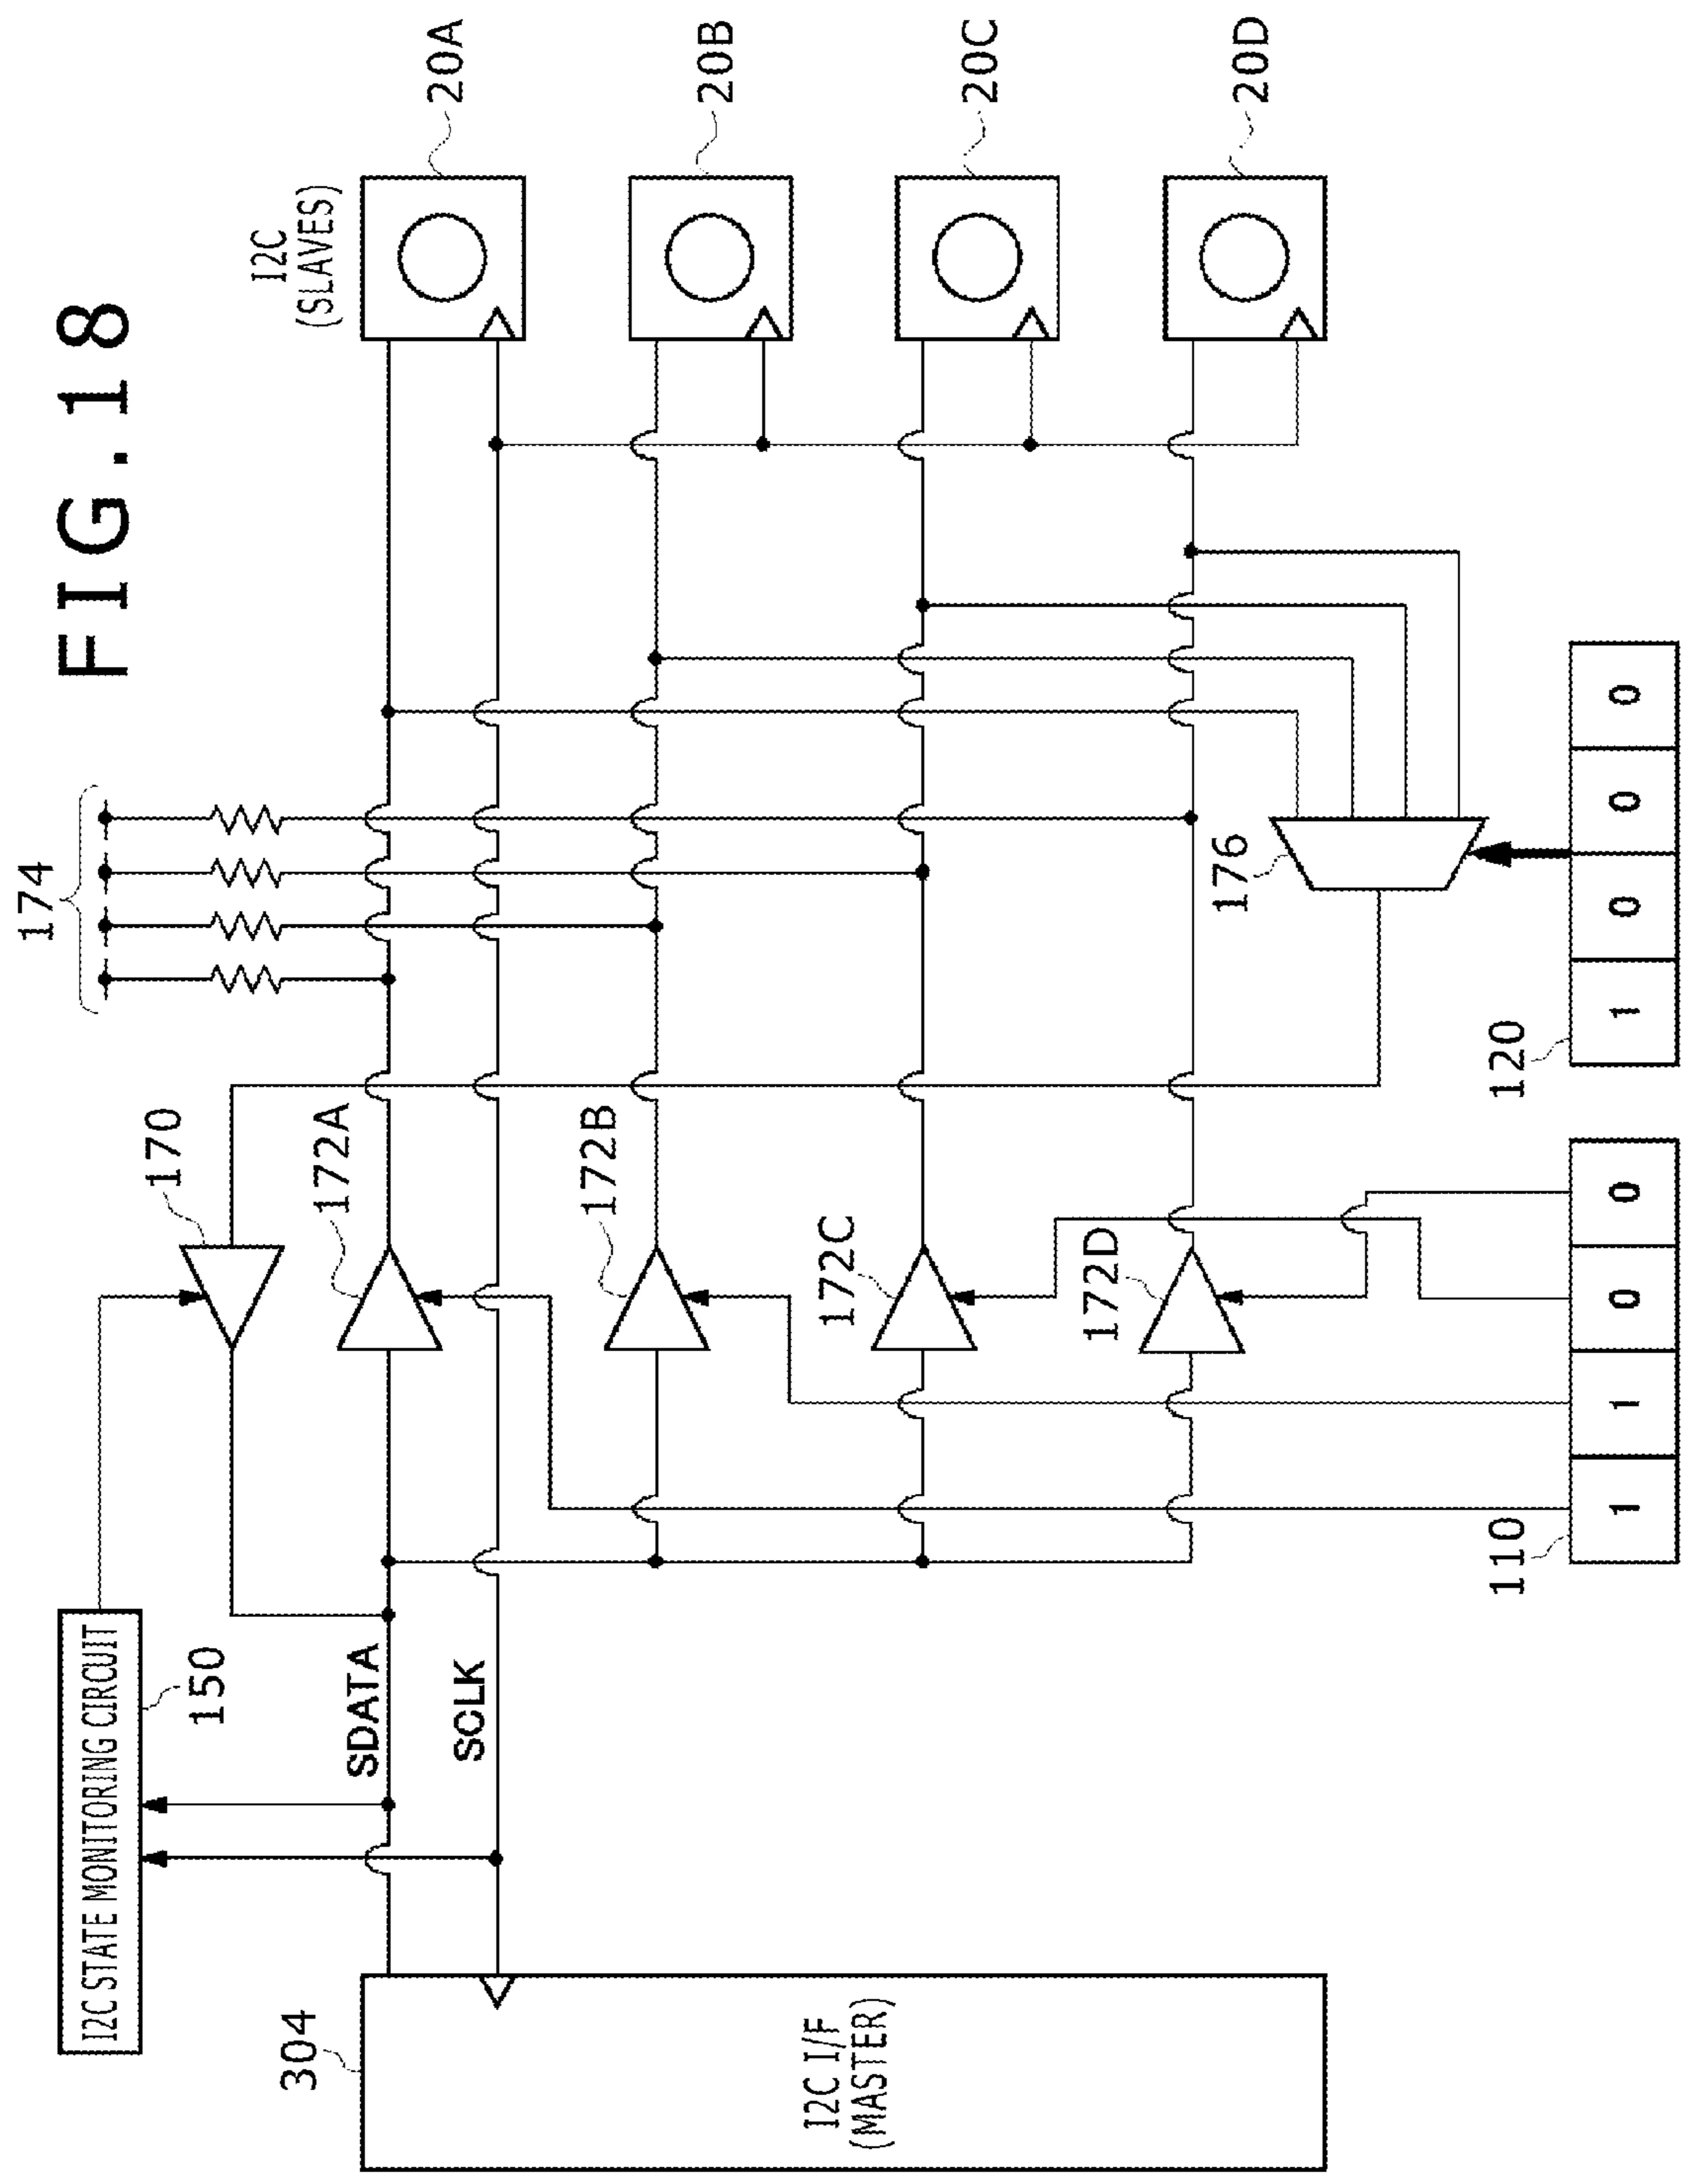 FIG.18
I2C STATE MONITORING CIRCUIT
150
170
174
I2C
(SLAVES)
304
SDATA
SCLK
172A
20A
172B
20B
172C
20C
172D
20D
I2C I/F
(MASTER)
176
110
1 1 0 0
120
1 0 0 0